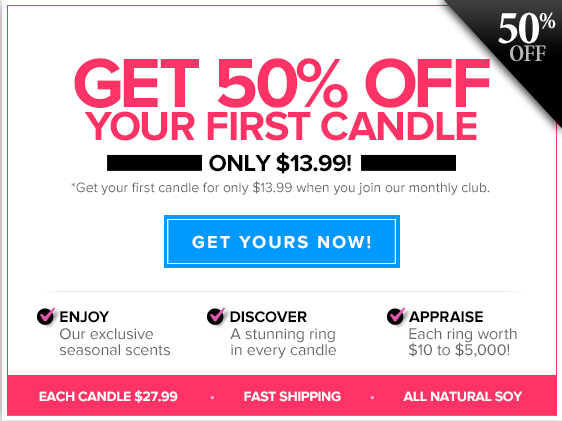 50%
OFF
GET 50% OFF
YOUR FIRST CANDLE
ONLY $13.99!
*Get your first candle for only $13.99 when you join our monthly club.
GET YOURS NOW!
ENJOY
Our exclusive
seasonal scents
DISCOVER
A stunning ring
in every candle
APPRAISE
Each ring worth
$10 to $5,000!
EACH CANDLE $27.99 • FAST SHIPPING • ALL NATURAL SOY